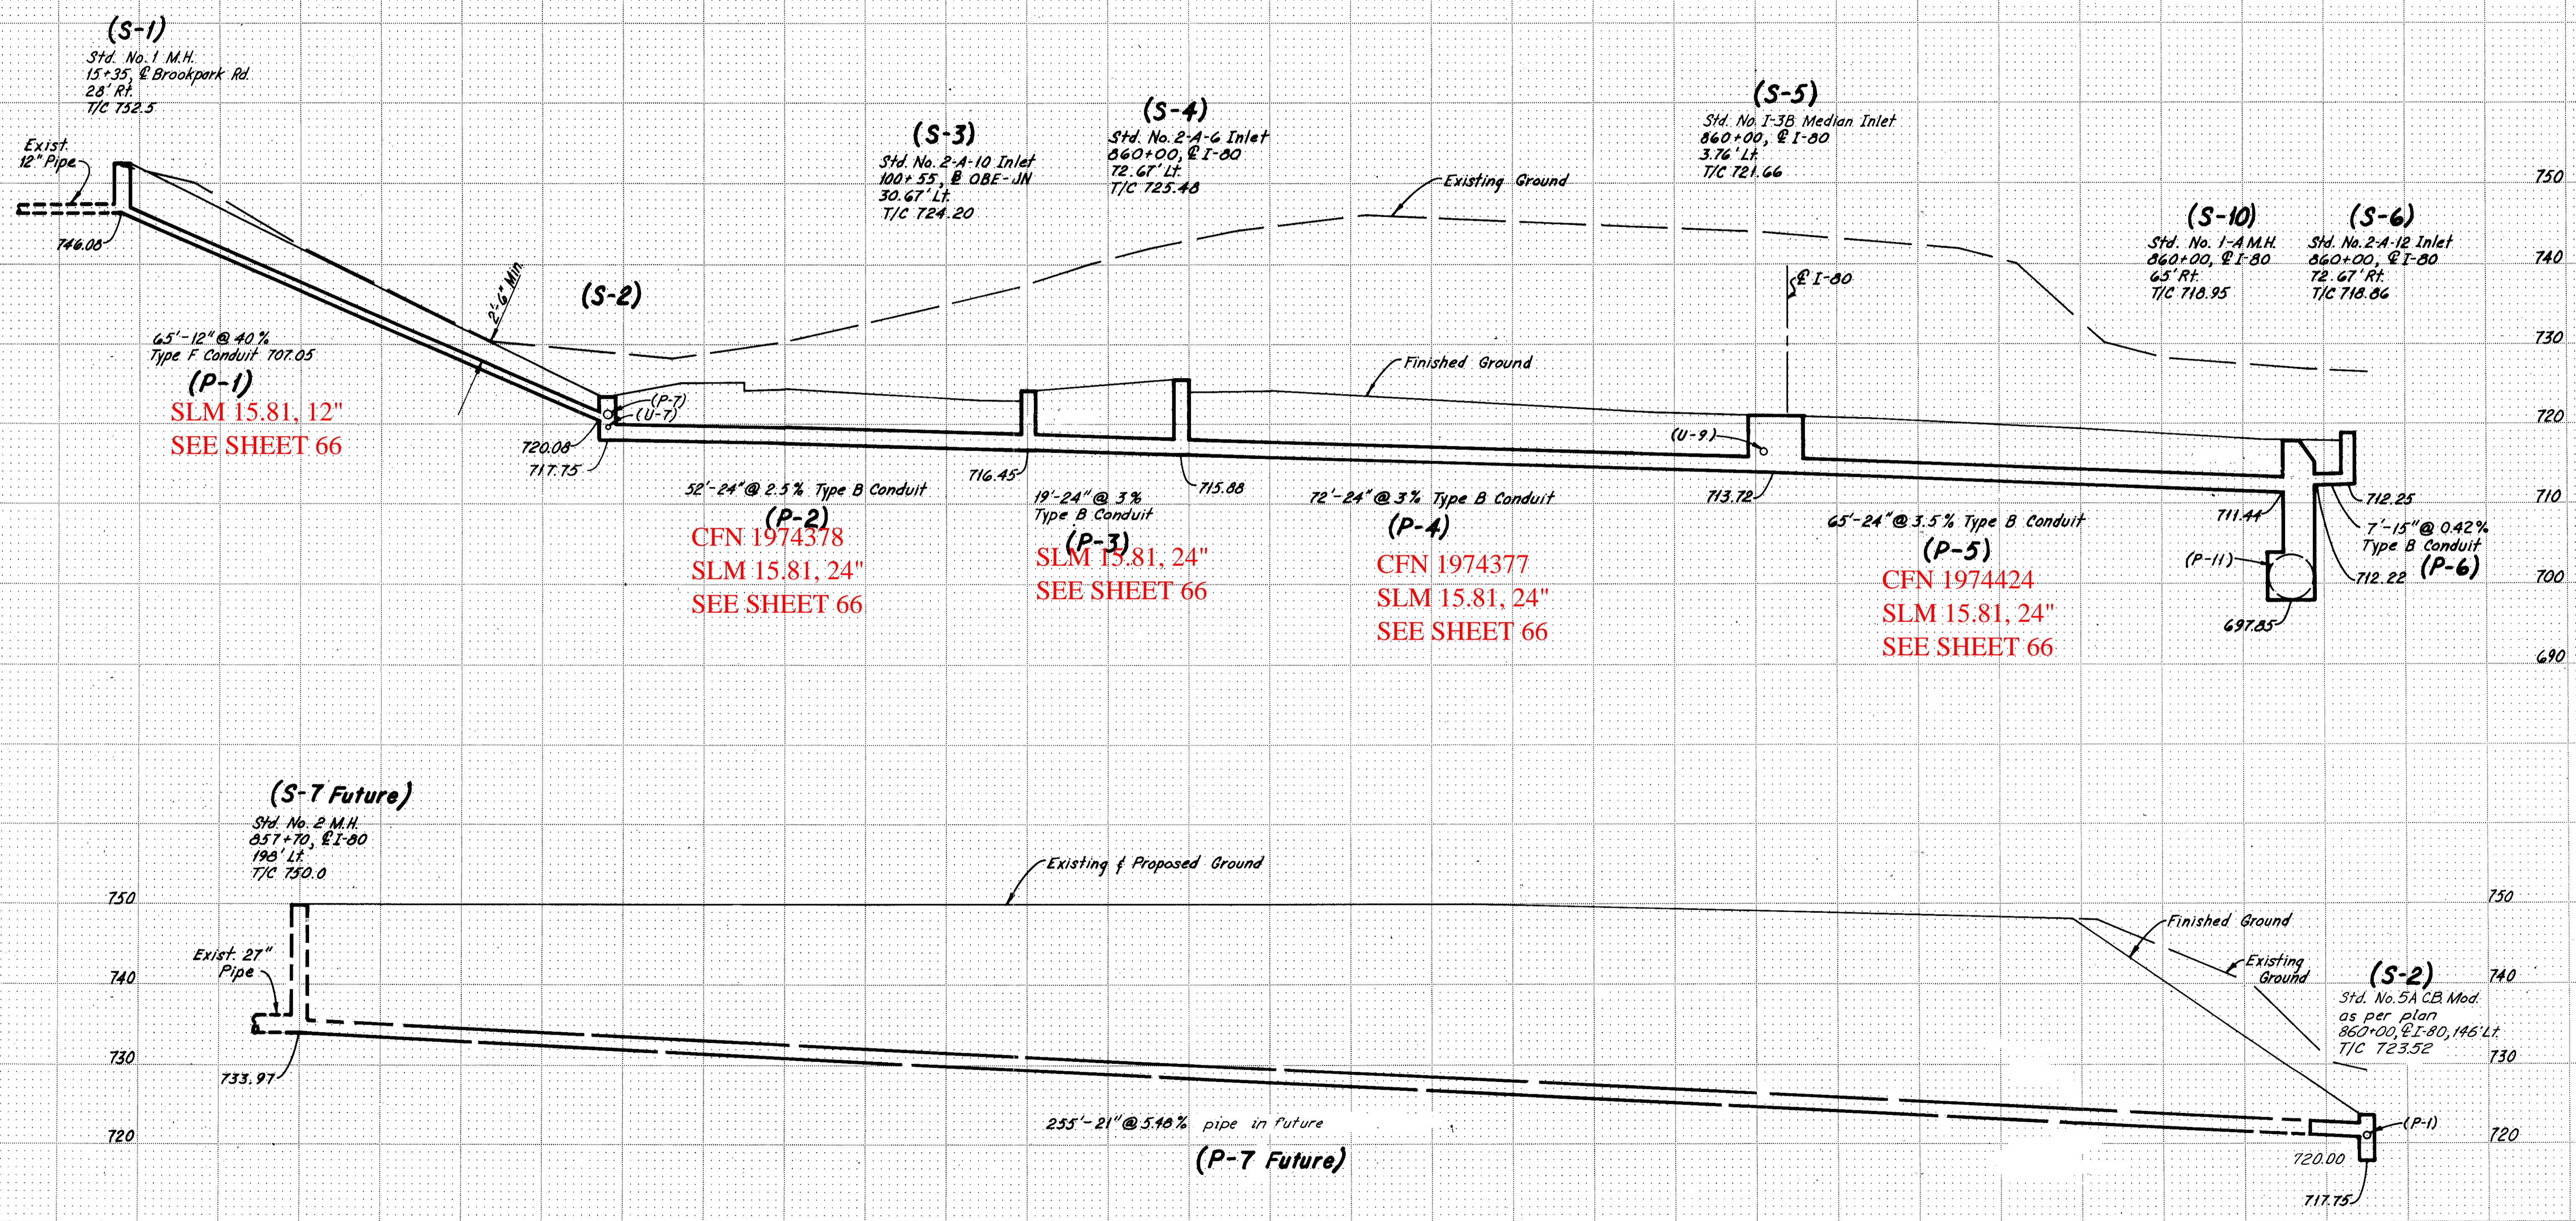 (S-1)
Std. No. 1 M.H.
15+35, ℄ Brookpark Rd.
28' Rt.
T/C 752.5
Exist.
12" Pipe
746.08
65'-12" @ 40%
Type F Conduit 707.05
(P-1)
SLM 15.81, 12"
SEE SHEET 66
2'-6" Min.
(S-2)
(P-7)
(U-7)
720.08
717.75
(S-3)
Std. No. 2-A-10 Inlet
100+55, ⅊ OBE-JN
30.67' Lt.
T/C 724.20
(S-4)
Std. No. 2-A-6 Inlet
860+00, ℄ I-80
72.67' Lt.
T/C 725.48
Existing Ground
(S-5)
Std. No. I-3B Median Inlet
860+00, ℄ I-80
3.76' Lt.
T/C 721.66
℄ I-80
Finished Ground
(S-10)
Std. No. 1-A M.H.
860+00, ℄ I-80
65' Rt.
T/C 718.95
(S-6)
Std. No. 2-A-12 Inlet
860+00, ℄ I-80
72.67' Rt.
T/C 718.86
750
740
730
720
710
700
690
52'-24" @ 2.5% Type B Conduit
(P-2)
CFN 1974378
SLM 15.81, 24"
SEE SHEET 66
716.45
19'-24" @ 3%
Type B Conduit
(P-3)
SLM 15.81, 24"
SEE SHEET 66
715.88
72'-24" @ 3% Type B Conduit
(P-4)
CFN 1974377
SLM 15.81, 24"
SEE SHEET 66
(U-9)
713.72
65'-24" @ 3.5% Type B Conduit
(P-5)
CFN 1974424
SLM 15.81, 24"
SEE SHEET 66
711.44
712.25
7'-15" @ 0.42%
Type B Conduit
(P-6)
712.22
(P-11)
697.85
(S-7 Future)
Std. No. 2 M.H.
857+70, ℄ I-80
198' Lt.
T/C 750.0
750
740
730
720
Exist. 27"
Pipe
733.97
Existing & Proposed Ground
255'-21" @ 5.48% pipe in future
(P-7 Future)
Finished Ground
Existing
Ground
(S-2)
Std. No. 5A C.B. Mod.
as per plan
860+00, ℄ I-80, 146' Lt.
T/C 723.52
750
740
730
720
(P-1)
720.00
717.75